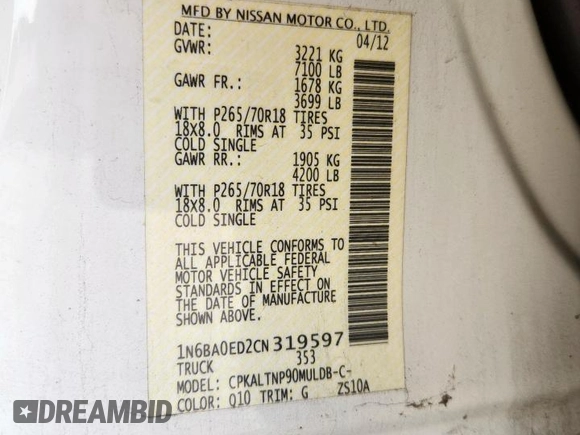 MFD BY NISSAN MOTOR CO., LTD.
DATE: 04/12
GVWR: 3221 KG
7100 LB
GAWR FR.: 1678 KG
3699 LB
WITH P265/70R18 TIRES
18X8.0 RIMS AT 35 PSI
COLD SINGLE
GAWR RR.: 1905 KG
4200 LB
WITH P265/70R18 TIRES
18X8.0 RIMS AT 35 PSI
COLD SINGLE
THIS VEHICLE CONFORMS TO
ALL APPLICABLE FEDERAL
MOTOR VEHICLE SAFETY
STANDARDS IN EFFECT ON
THE DATE OF MANUFACTURE
SHOWN ABOVE.
1N6BA0ED2CN319597
TRUCK 353
MODEL: CPKALTNP90MULDB-C-
COLOR: Q10 TRIM: G ZS10A
DREAMBID